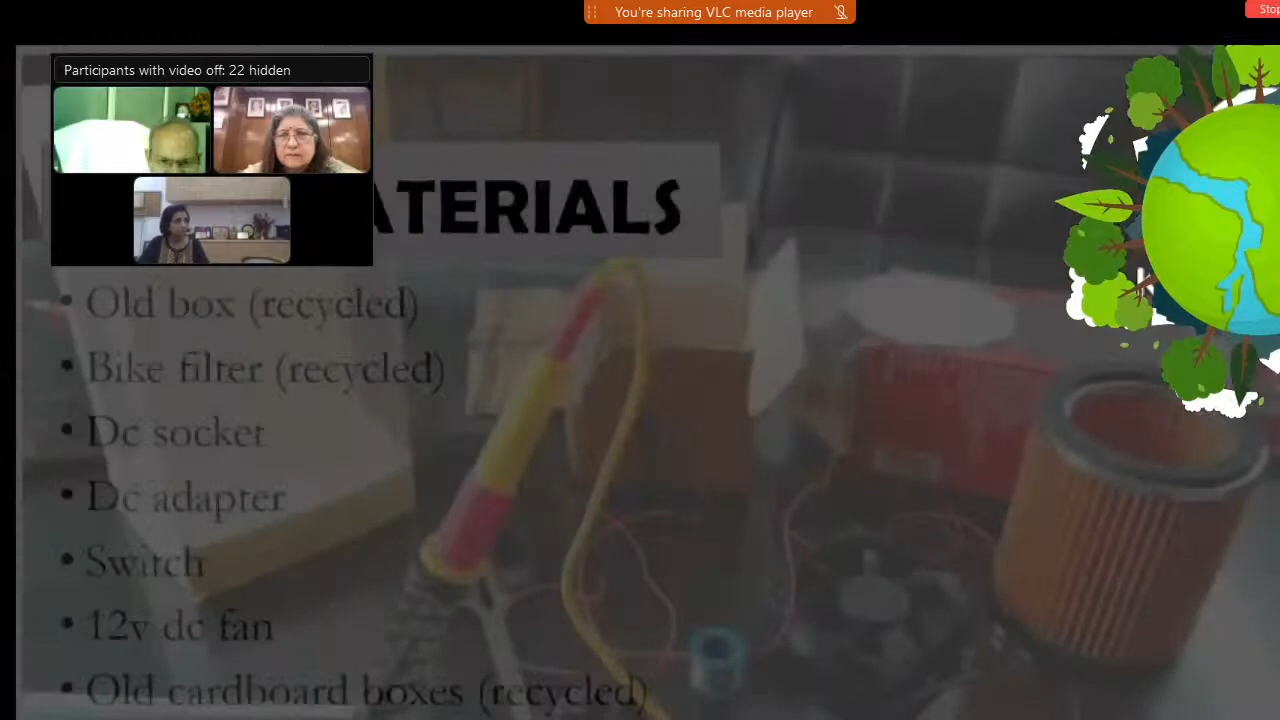 You're sharing VLC media player
Stop
Participants with video off: 22 hidden
ATERIALS
• Old box (recycled)
• Bike filter (recycled)
• Dc socket
• Dc adapter
• Switch
• 12v dc fan
• Old cardboard boxes (recycled)